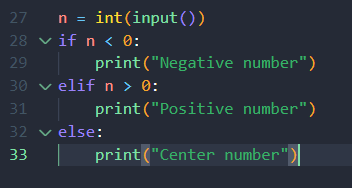 27 n = int(input())
28 if n < 0:
29 print("Negative number")
30 elif n > 0:
31 print("Positive number")
32 else:
33 print("Center number")